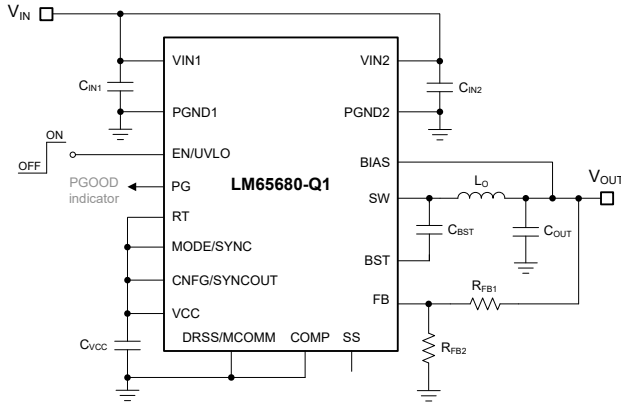 VIN
VIN1
VIN2
CIN1
CIN2
PGND1
PGND2
ON
OFF
EN/UVLO
BIAS
PGOOD
indicator
PG
LM65680-Q1
SW
LO
VOUT
RT
CBST
COUT
MODE/SYNC
BST
CNFG/SYNCOUT
FB
RFB1
VCC
CVCC
DRSS/MCOMM
COMP
SS
RFB2